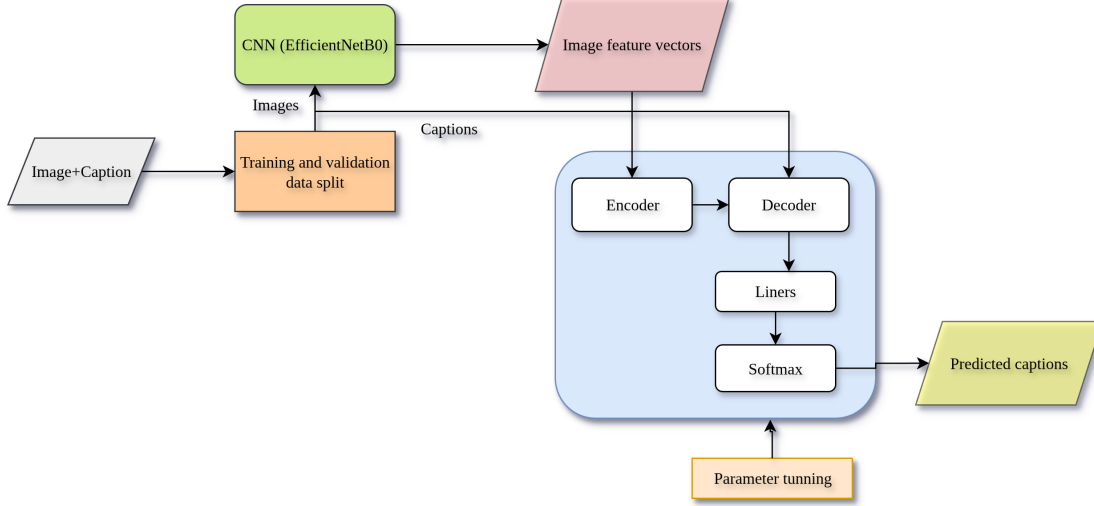 CNN (EfficientNetB0)
Image feature vectors
Images
Captions
Image+Caption
Training and validation
data split
Encoder
Decoder
Liners
Softmax
Predicted captions
Parameter tunning